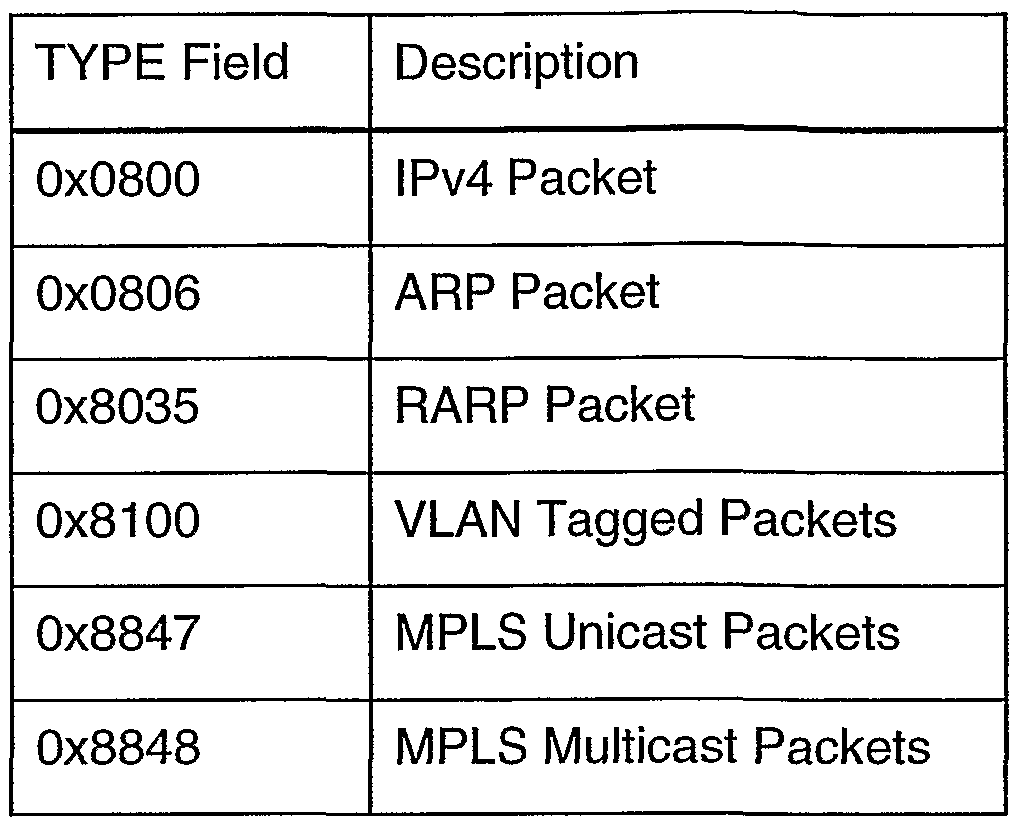 TYPE Field Description
0x0800 IPv4 Packet
0x0806 ARP Packet
0x8035 RARP Packet
0x8100 VLAN Tagged Packets
0x8847 MPLS Unicast Packets
0x8848 MPLS Multicast Packets